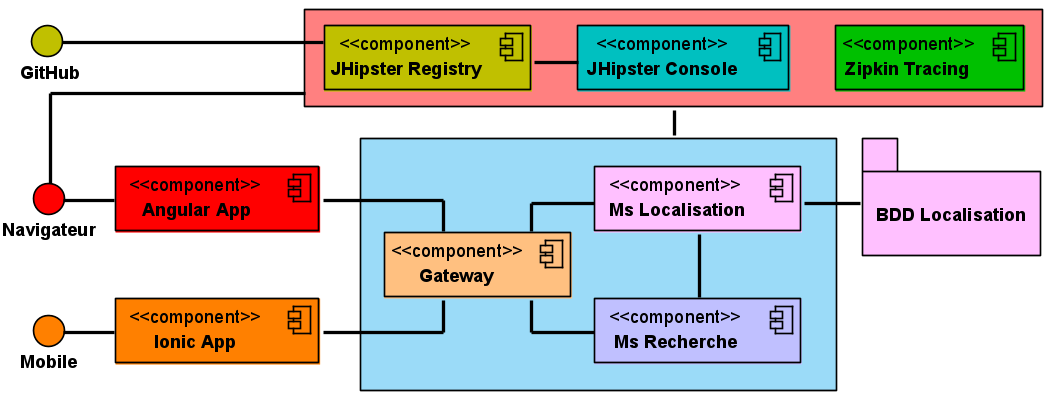 <<component>>
JHipster Registry
<<component>>
JHipster Console
<<component>>
Zipkin Tracing
GitHub
<<component>>
Angular App
Navigateur
<<component>>
Ms Localisation
BDD Localisation
<<component>>
Gateway
<<component>>
Ionic App
Mobile
<<component>>
Ms Recherche